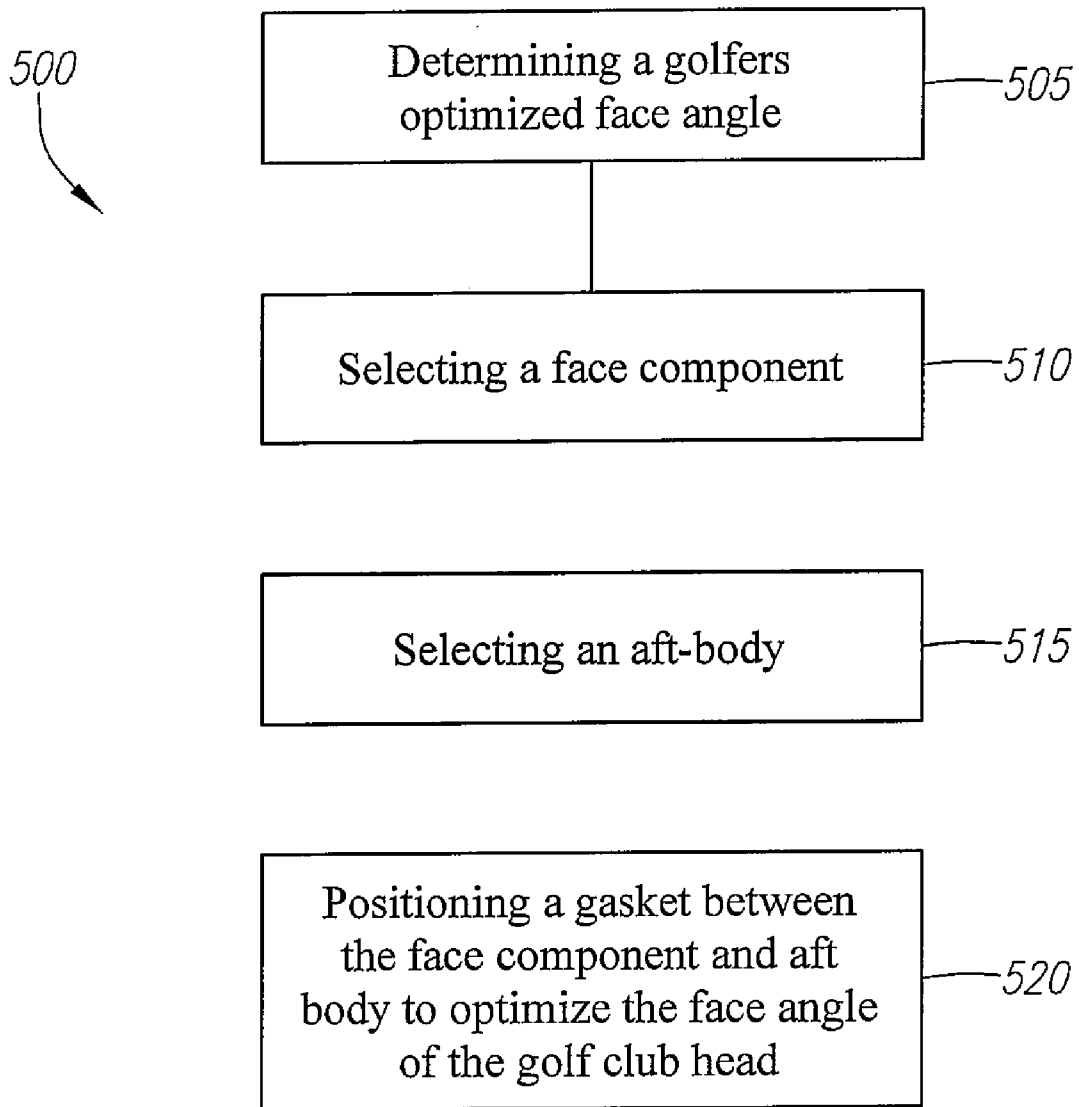 500
Determining a golfers
optimized face angle
505
Selecting a face component
510
Selecting an aft-body
515
Positioning a gasket between
the face component and aft
body to optimize the face angle
of the golf club head
520